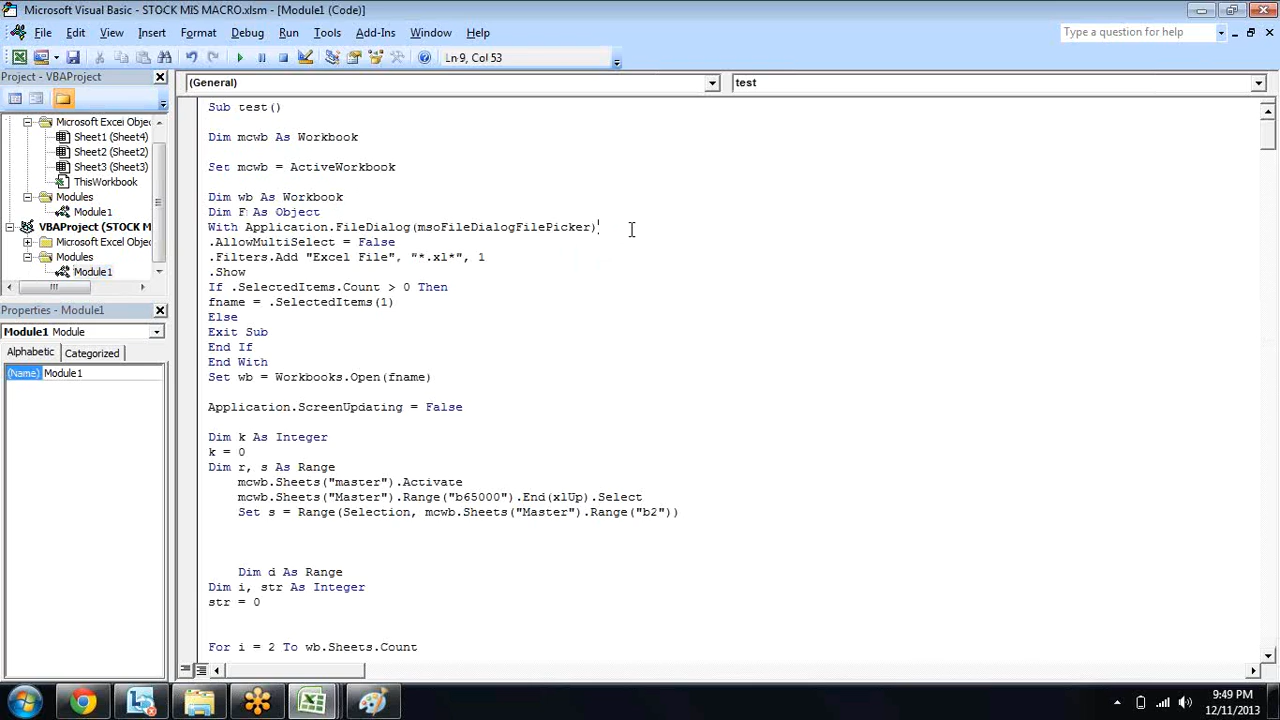 Microsoft Visual Basic - STOCK MIS MACRO.xlsm - [Module1 (Code)]
File Edit View Insert Format Debug Run Tools Add-Ins Window Help
Type a question for help
Ln 9, Col 53
Project - VBAProject
(General)
test
Microsoft Excel Objec
Sheet1 (Sheet4)
Sheet2 (Sheet2)
Sheet3 (Sheet3)
ThisWorkbook
Modules
Module1
VBAProject (STOCK M
Microsoft Excel Objec
Modules
Module1
Properties - Module1
Module1 Module
Alphabetic Categorized
(Name) Module1
Sub test()
Dim mcwb As Workbook
Set mcwb = ActiveWorkbook
Dim wb As Workbook
Dim F As Object
With Application.FileDialog(msoFileDialogFilePicker)
.AllowMultiSelect = False
.Filters.Add "Excel File", "*.xl*", 1
.Show
If .SelectedItems.Count > 0 Then
fname = .SelectedItems(1)
Else
Exit Sub
End If
End With
Set wb = Workbooks.Open(fname)
Application.ScreenUpdating = False
Dim k As Integer
k = 0
Dim r, s As Range
mcwb.Sheets("master").Activate
mcwb.Sheets("Master").Range("b65000").End(xlUp).Select
Set s = Range(Selection, mcwb.Sheets("Master").Range("b2"))
Dim d As Range
Dim i, str As Integer
str = 0
For i = 2 To wb.Sheets.Count
9:49 PM
12/11/2013